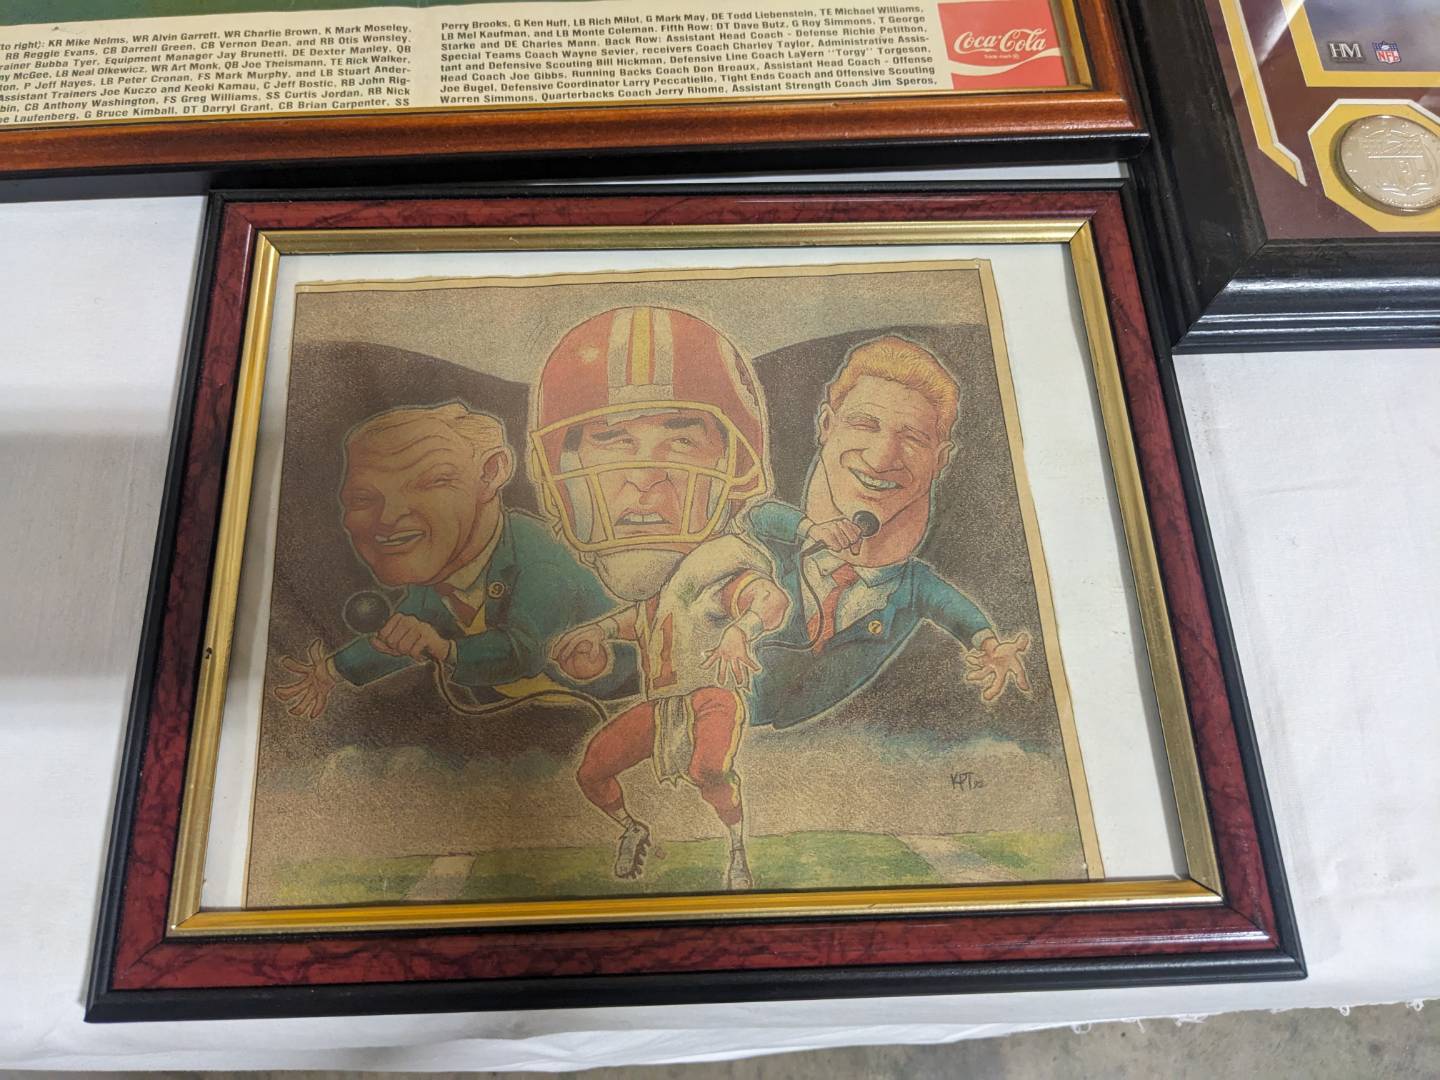 to right): KR Mike Nelms, WR Alvin Garrett, WR Charlie Brown, K Mark Moseley,
RB Reggie Evans, CB Darrell Green, CB Vernon Dean, and RB Otis Wonsley.
rainer Bubba Tyer, Equipment Manager Jay Brunetti, DE Dexter Manley, QB
ny McGee, LB Neal Olkewicz, WR Art Monk, QB Joe Theismann, TE Rick Walker,
ton, P Jeff Hayes, LB Peter Cronan, FS Mark Murphy, and LB Stuart Ander-
Assistant Trainers Joe Kuczo and Keoki Kamau, C Jeff Bostic, RB John Rig-
bin, CB Anthony Washington, FS Greg Williams, SS Curtis Jordan, RB Nick
be Laufenberg, G Bruce Kimball, DT Darryl Grant, CB Brian Carpenter, SS
Perry Brooks, G Ken Huff, LB Rich Milot, G Mark May, DE Todd Liebenstein, TE Michael Williams,
LB Mel Kaufman, and LB Monte Coleman. Fifth Row: DT Dave Butz, G Roy Simmons, T George
Starke and DE Charles Mann. Back Row: Assistant Head Coach - Defense Richie Petitbon,
Special Teams Coach Wayne Sevier, receivers Coach Charley Taylor, Administrative Assis-
tant and Defensive Scouting Bill Hickman, Defensive Line Coach LaVern "Torgy" Torgeson,
Head Coach Joe Gibbs, Running Backs Coach Don Breaux, Assistant Head Coach - Offense
Joe Bugel, Defensive Coordinator Larry Peccatiello, Tight Ends Coach and Offensive Scouting
Warren Simmons, Quarterbacks Coach Jerry Rhome, Assistant Strength Coach Jim Speros,
Coca-Cola
Trade-mark ®
HM
NFL
9
1
7
KPT